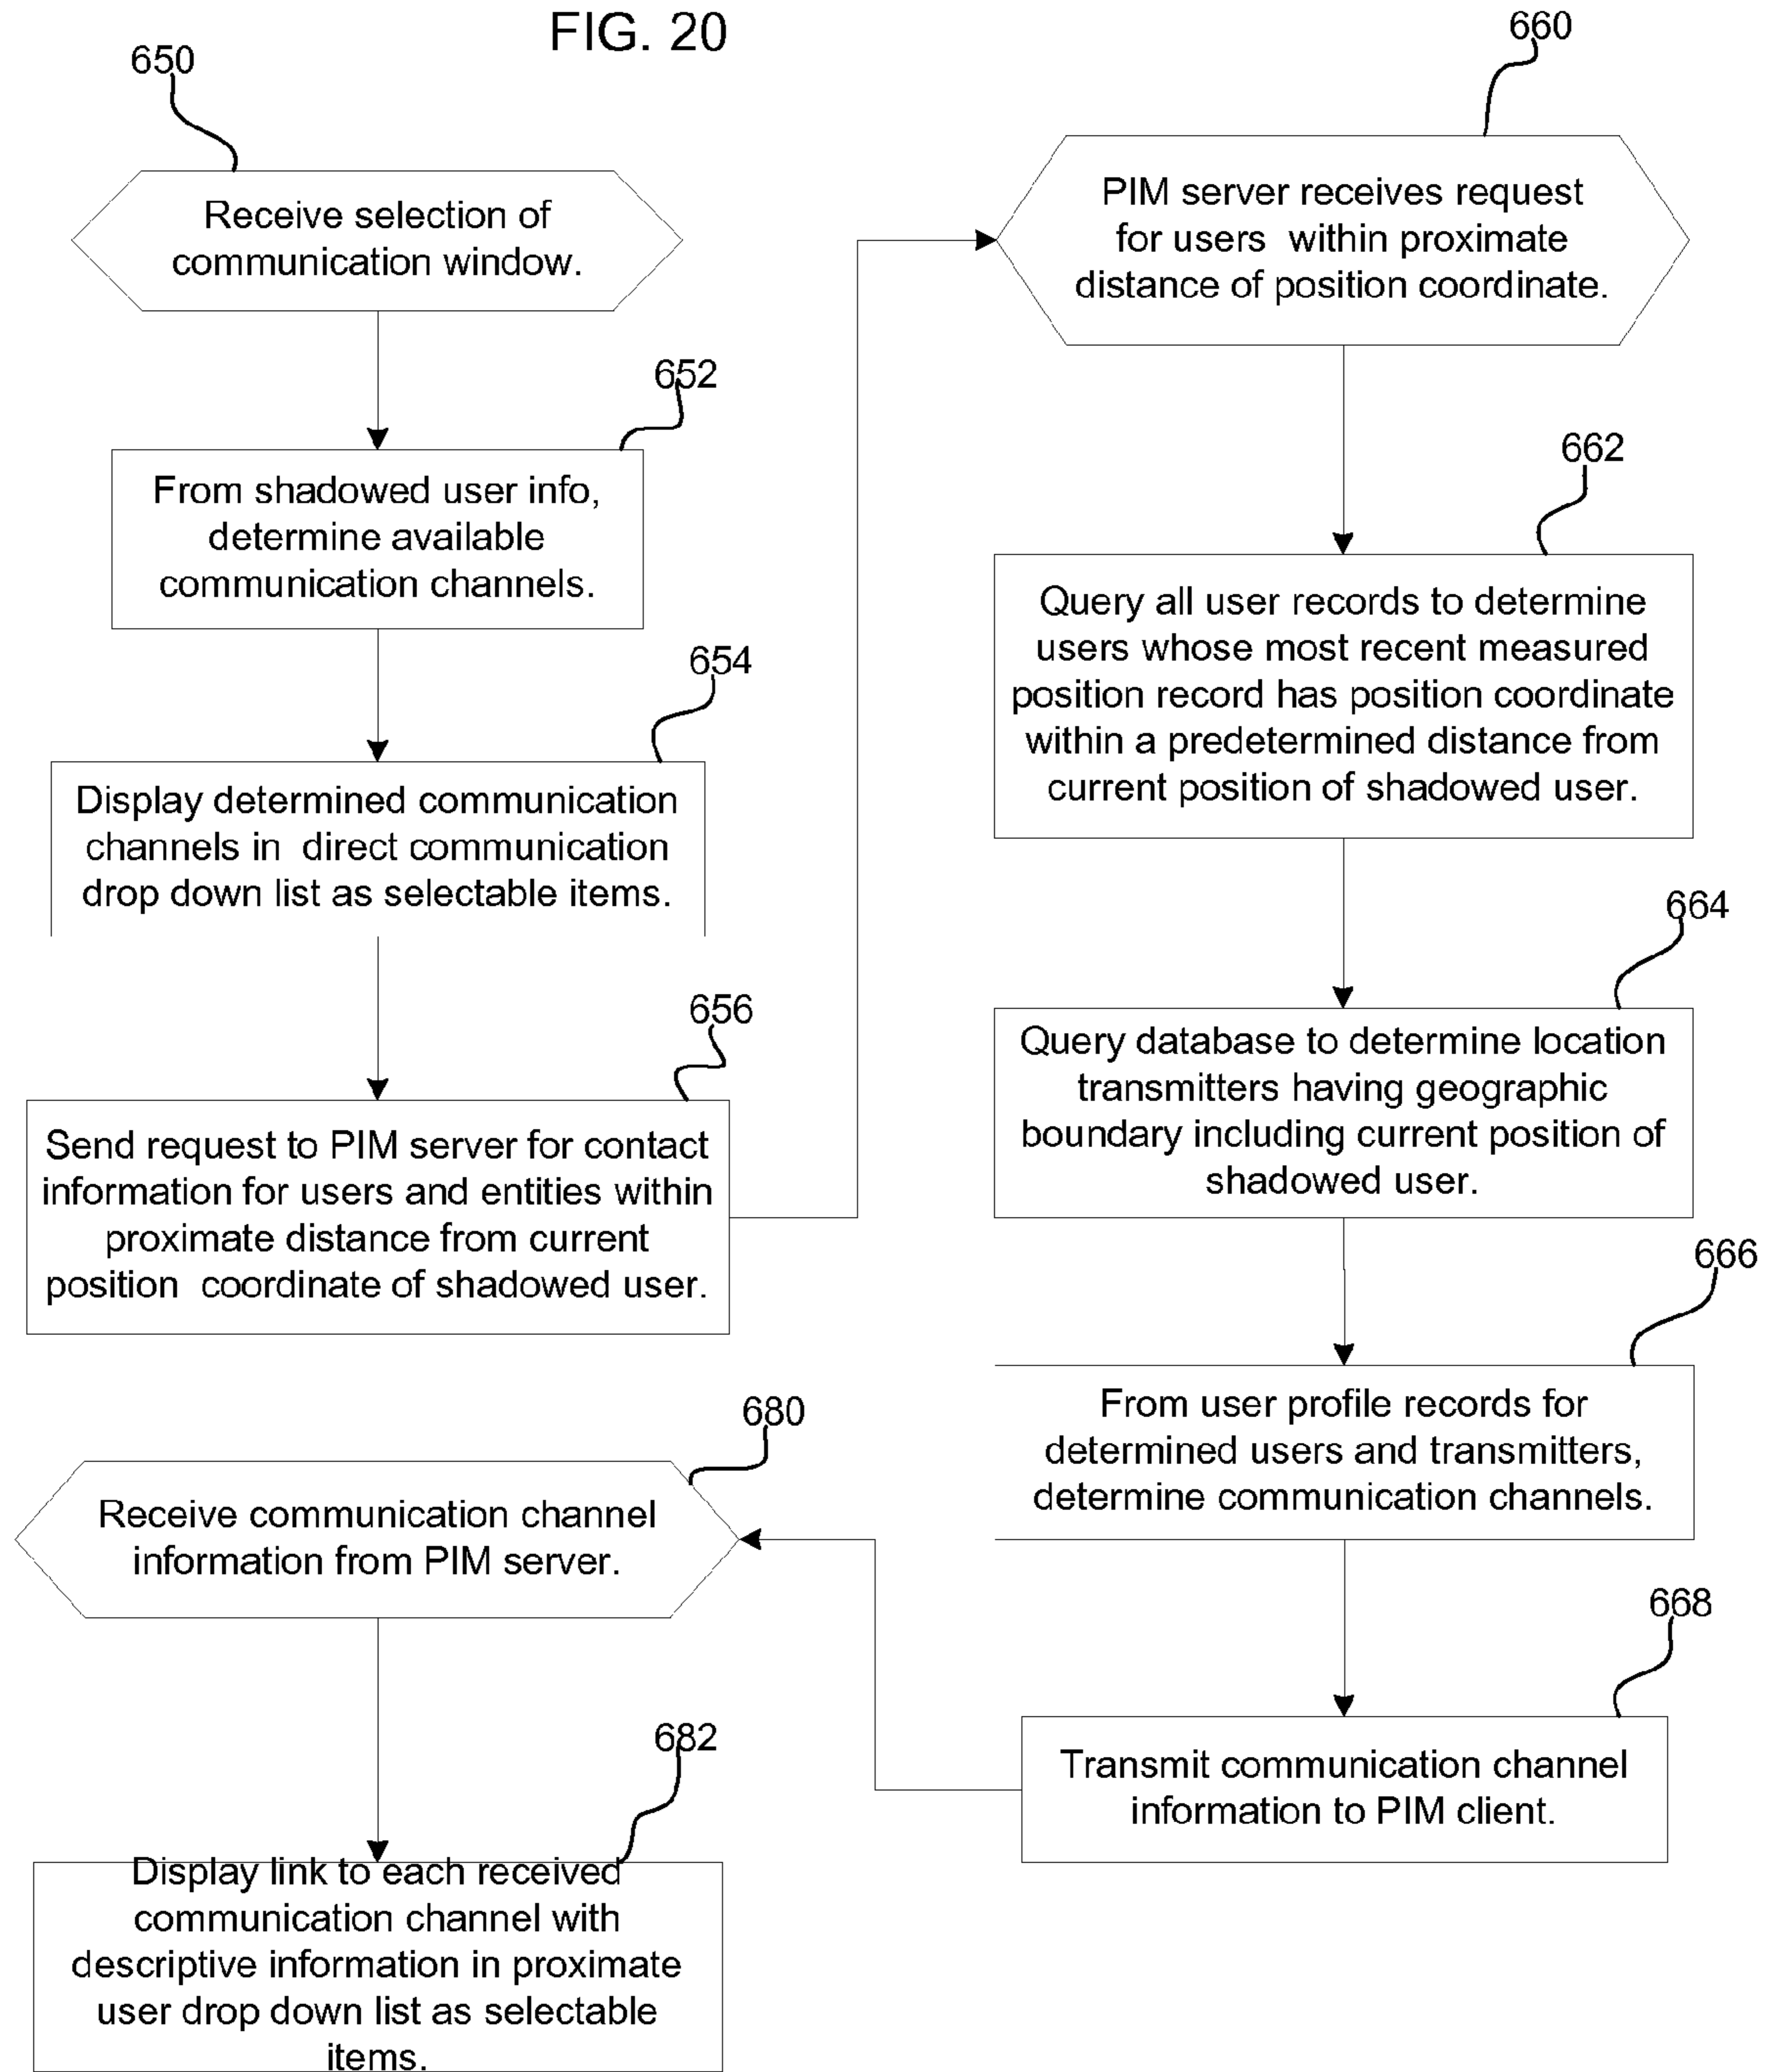 FIG. 20
650
Receive selection of
communication window.
652
From shadowed user info,
determine available
communication channels.
654
Display determined communication
channels in direct communication
drop down list as selectable items.
656
Send request to PIM server for contact
information for users and entities within
proximate distance from current
position coordinate of shadowed user.
660
PIM server receives request
for users within proximate
distance of position coordinate.
662
Query all user records to determine
users whose most recent measured
position record has position coordinate
within a predetermined distance from
current position of shadowed user.
664
Query database to determine location
transmitters having geographic
boundary including current position of
shadowed user.
666
From user profile records for
determined users and transmitters,
determine communication channels.
668
Transmit communication channel
information to PIM client.
680
Receive communication channel
information from PIM server.
682
Display link to each received
communication channel with
descriptive information in proximate
user drop down list as selectable
items.